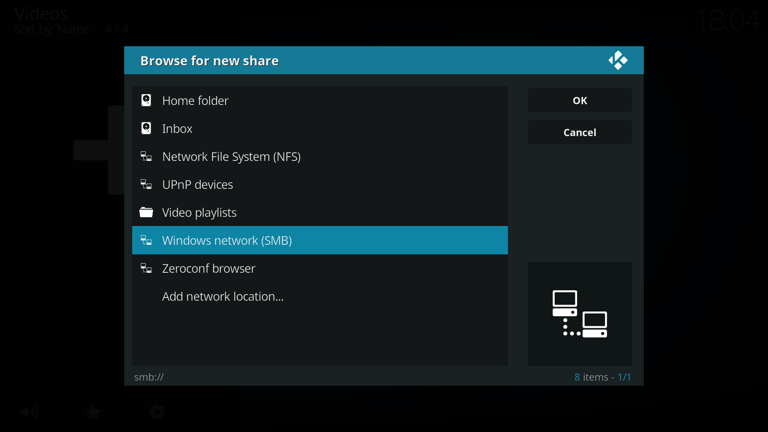 Videos
Sort by: Name 4 / 4
18:04
Browse for new share
Home folder
Inbox
Network File System (NFS)
UPnP devices
Video playlists
Windows network (SMB)
Zeroconf browser
Add network location...
OK
Cancel
smb://
8 items - 1/1